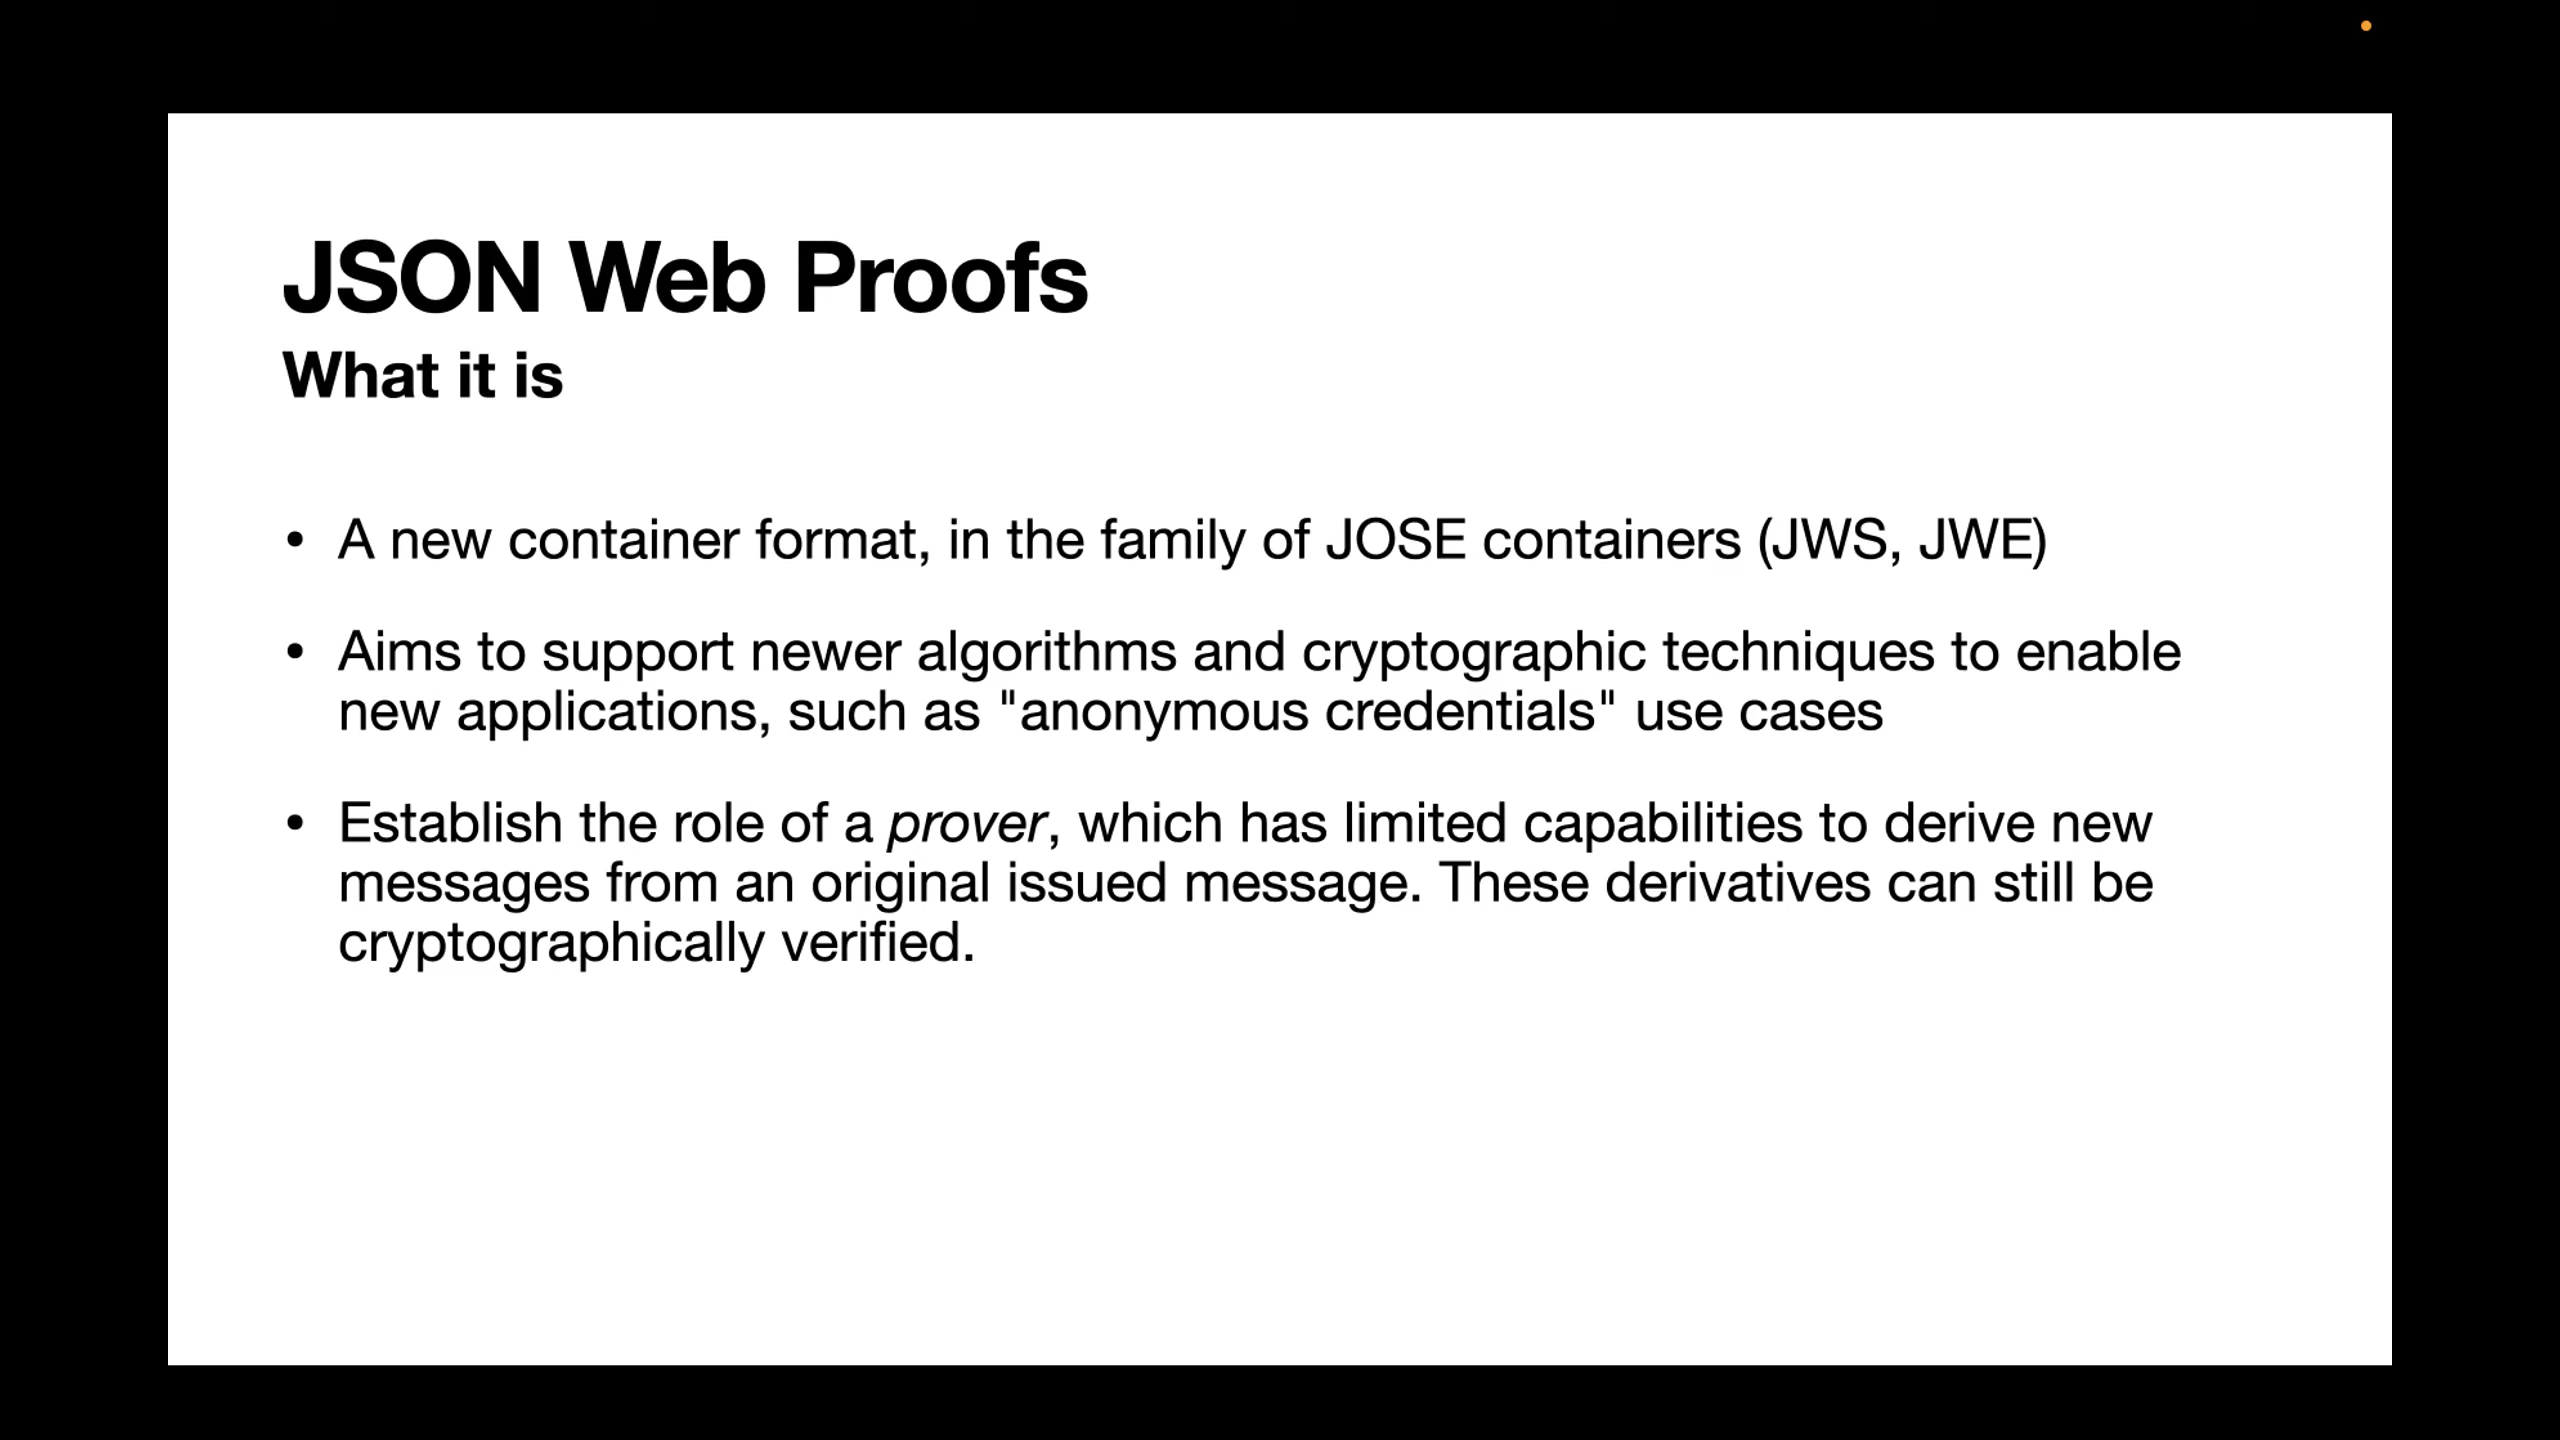 JSON Web Proofs
What it is
• A new container format, in the family of JOSE containers (JWS, JWE)
• Aims to support newer algorithms and cryptographic techniques to enable
new applications, such as "anonymous credentials" use cases
• Establish the role of a prover, which has limited capabilities to derive new
messages from an original issued message. These derivatives can still be
cryptographically verified.